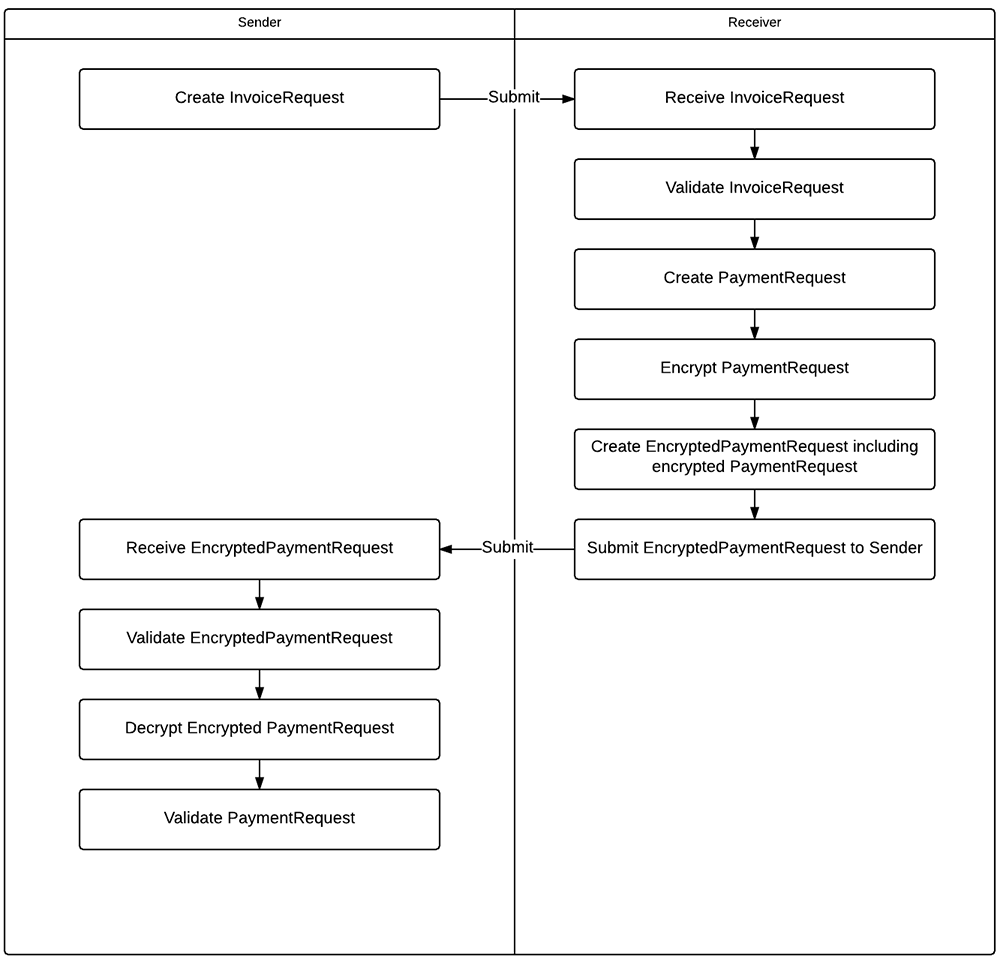 Sender
Receiver
Create InvoiceRequest
Submit
Receive InvoiceRequest
Validate InvoiceRequest
Create PaymentRequest
Encrypt PaymentRequest
Create EncryptedPaymentRequest including
encrypted PaymentRequest
Submit EncryptedPaymentRequest to Sender
Submit
Receive EncryptedPaymentRequest
Validate EncryptedPaymentRequest
Decrypt Encrypted PaymentRequest
Validate PaymentRequest